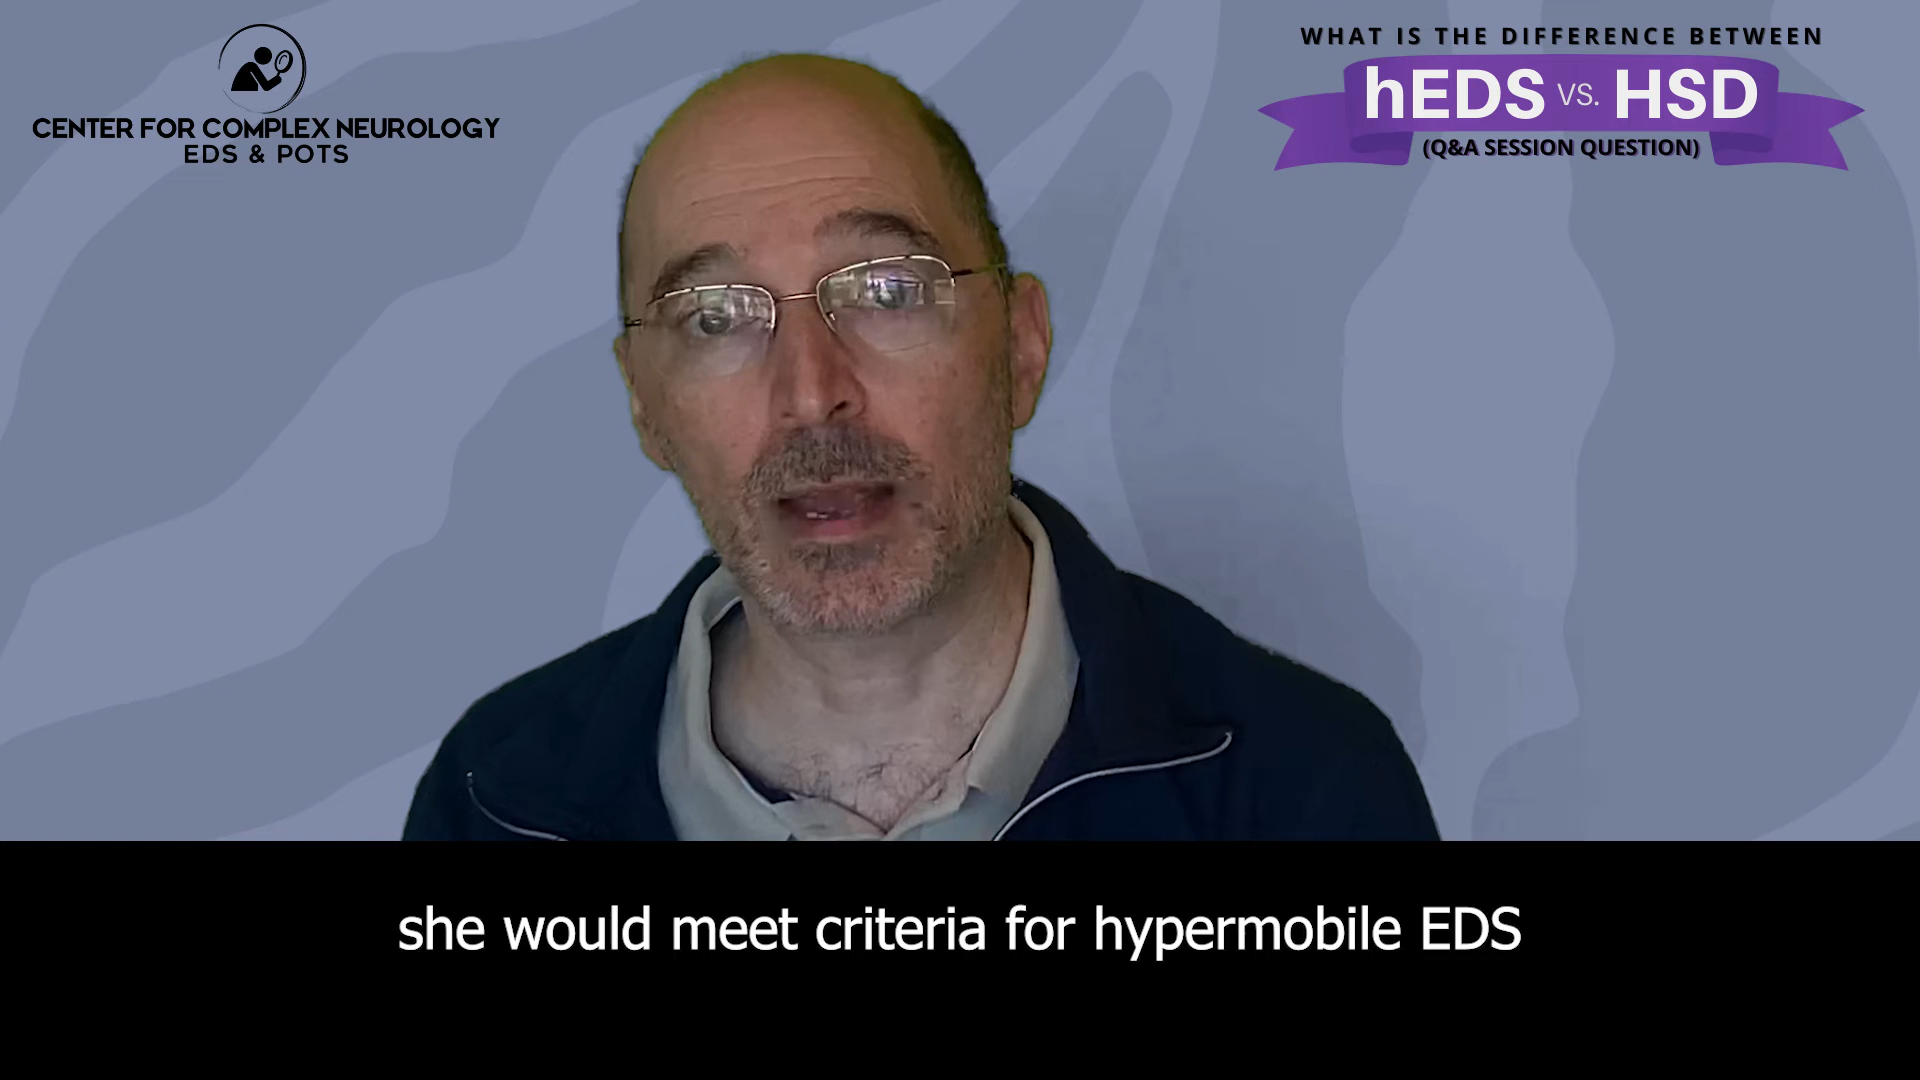 CENTER FOR COMPLEX NEUROLOGY
EDS & POTS
WHAT IS THE DIFFERENCE BETWEEN
hEDS VS. HSD
(Q&A SESSION QUESTION)
she would meet criteria for hypermobile EDS